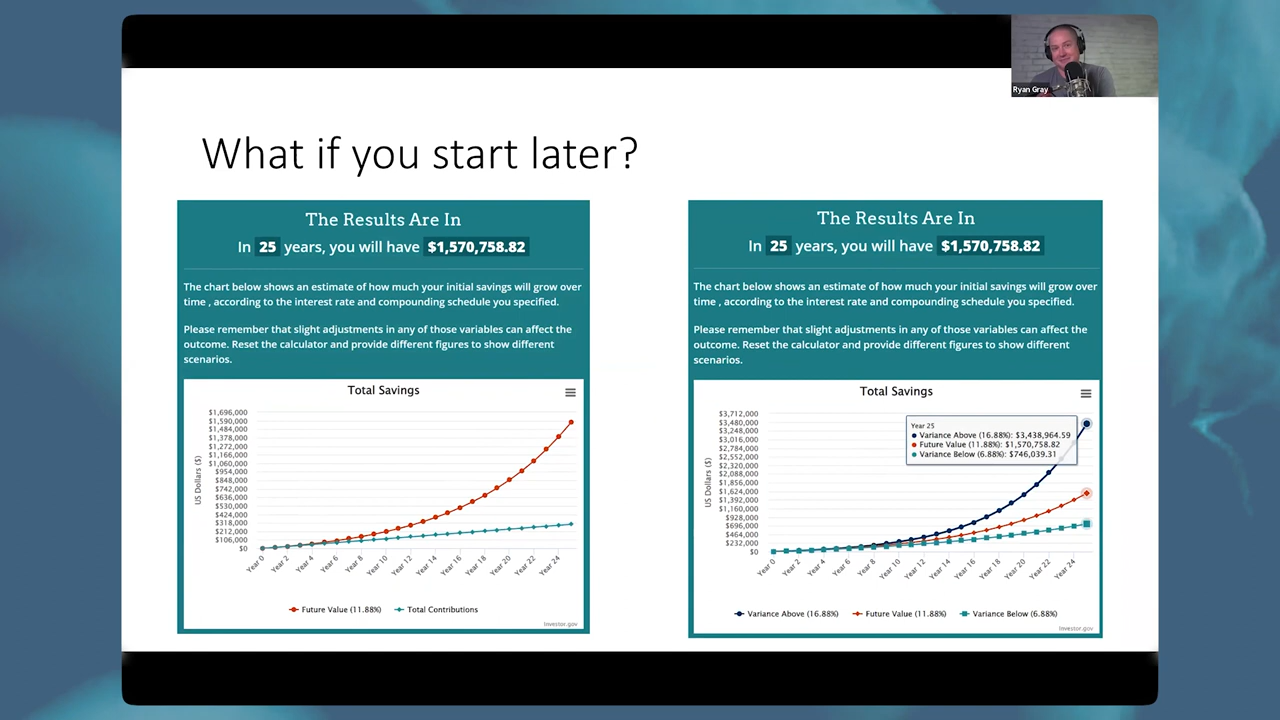 Ryan Gray
What if you start later?
The Results Are In
In 25 years, you will have $1,570,758.82
The chart below shows an estimate of how much your initial savings will grow over
time , according to the interest rate and compounding schedule you specified.
Please remember that slight adjustments in any of those variables can affect the
outcome. Reset the calculator and provide different figures to show different
scenarios.
Total Savings
US Dollars ($)
$1,696,000
$1,590,000
$1,484,000
$1,378,000
$1,272,000
$1,166,000
$1,060,000
$954,000
$848,000
$742,000
$636,000
$530,000
$424,000
$318,000
$212,000
$106,000
$0
Year 0
Year 2
Year 4
Year 6
Year 8
Year 10
Year 12
Year 14
Year 16
Year 18
Year 20
Year 22
Year 24
Future Value (11.88%)
Total Contributions
Investor.gov
The Results Are In
In 25 years, you will have $1,570,758.82
The chart below shows an estimate of how much your initial savings will grow over
time , according to the interest rate and compounding schedule you specified.
Please remember that slight adjustments in any of those variables can affect the
outcome. Reset the calculator and provide different figures to show different
scenarios.
Total Savings
US Dollars ($)
$3,712,000
$3,480,000
$3,248,000
$3,016,000
$2,784,000
$2,552,000
$2,320,000
$2,088,000
$1,856,000
$1,624,000
$1,392,000
$1,160,000
$928,000
$696,000
$464,000
$232,000
$0
Year 25
Variance Above (16.88%): $3,438,964.59
Future Value (11.88%): $1,570,758.82
Variance Below (6.88%): $746,039.31
Year 0
Year 2
Year 4
Year 6
Year 8
Year 10
Year 12
Year 14
Year 16
Year 18
Year 20
Year 22
Year 24
Variance Above (16.88%)
Future Value (11.88%)
Variance Below (6.88%)
Investor.gov